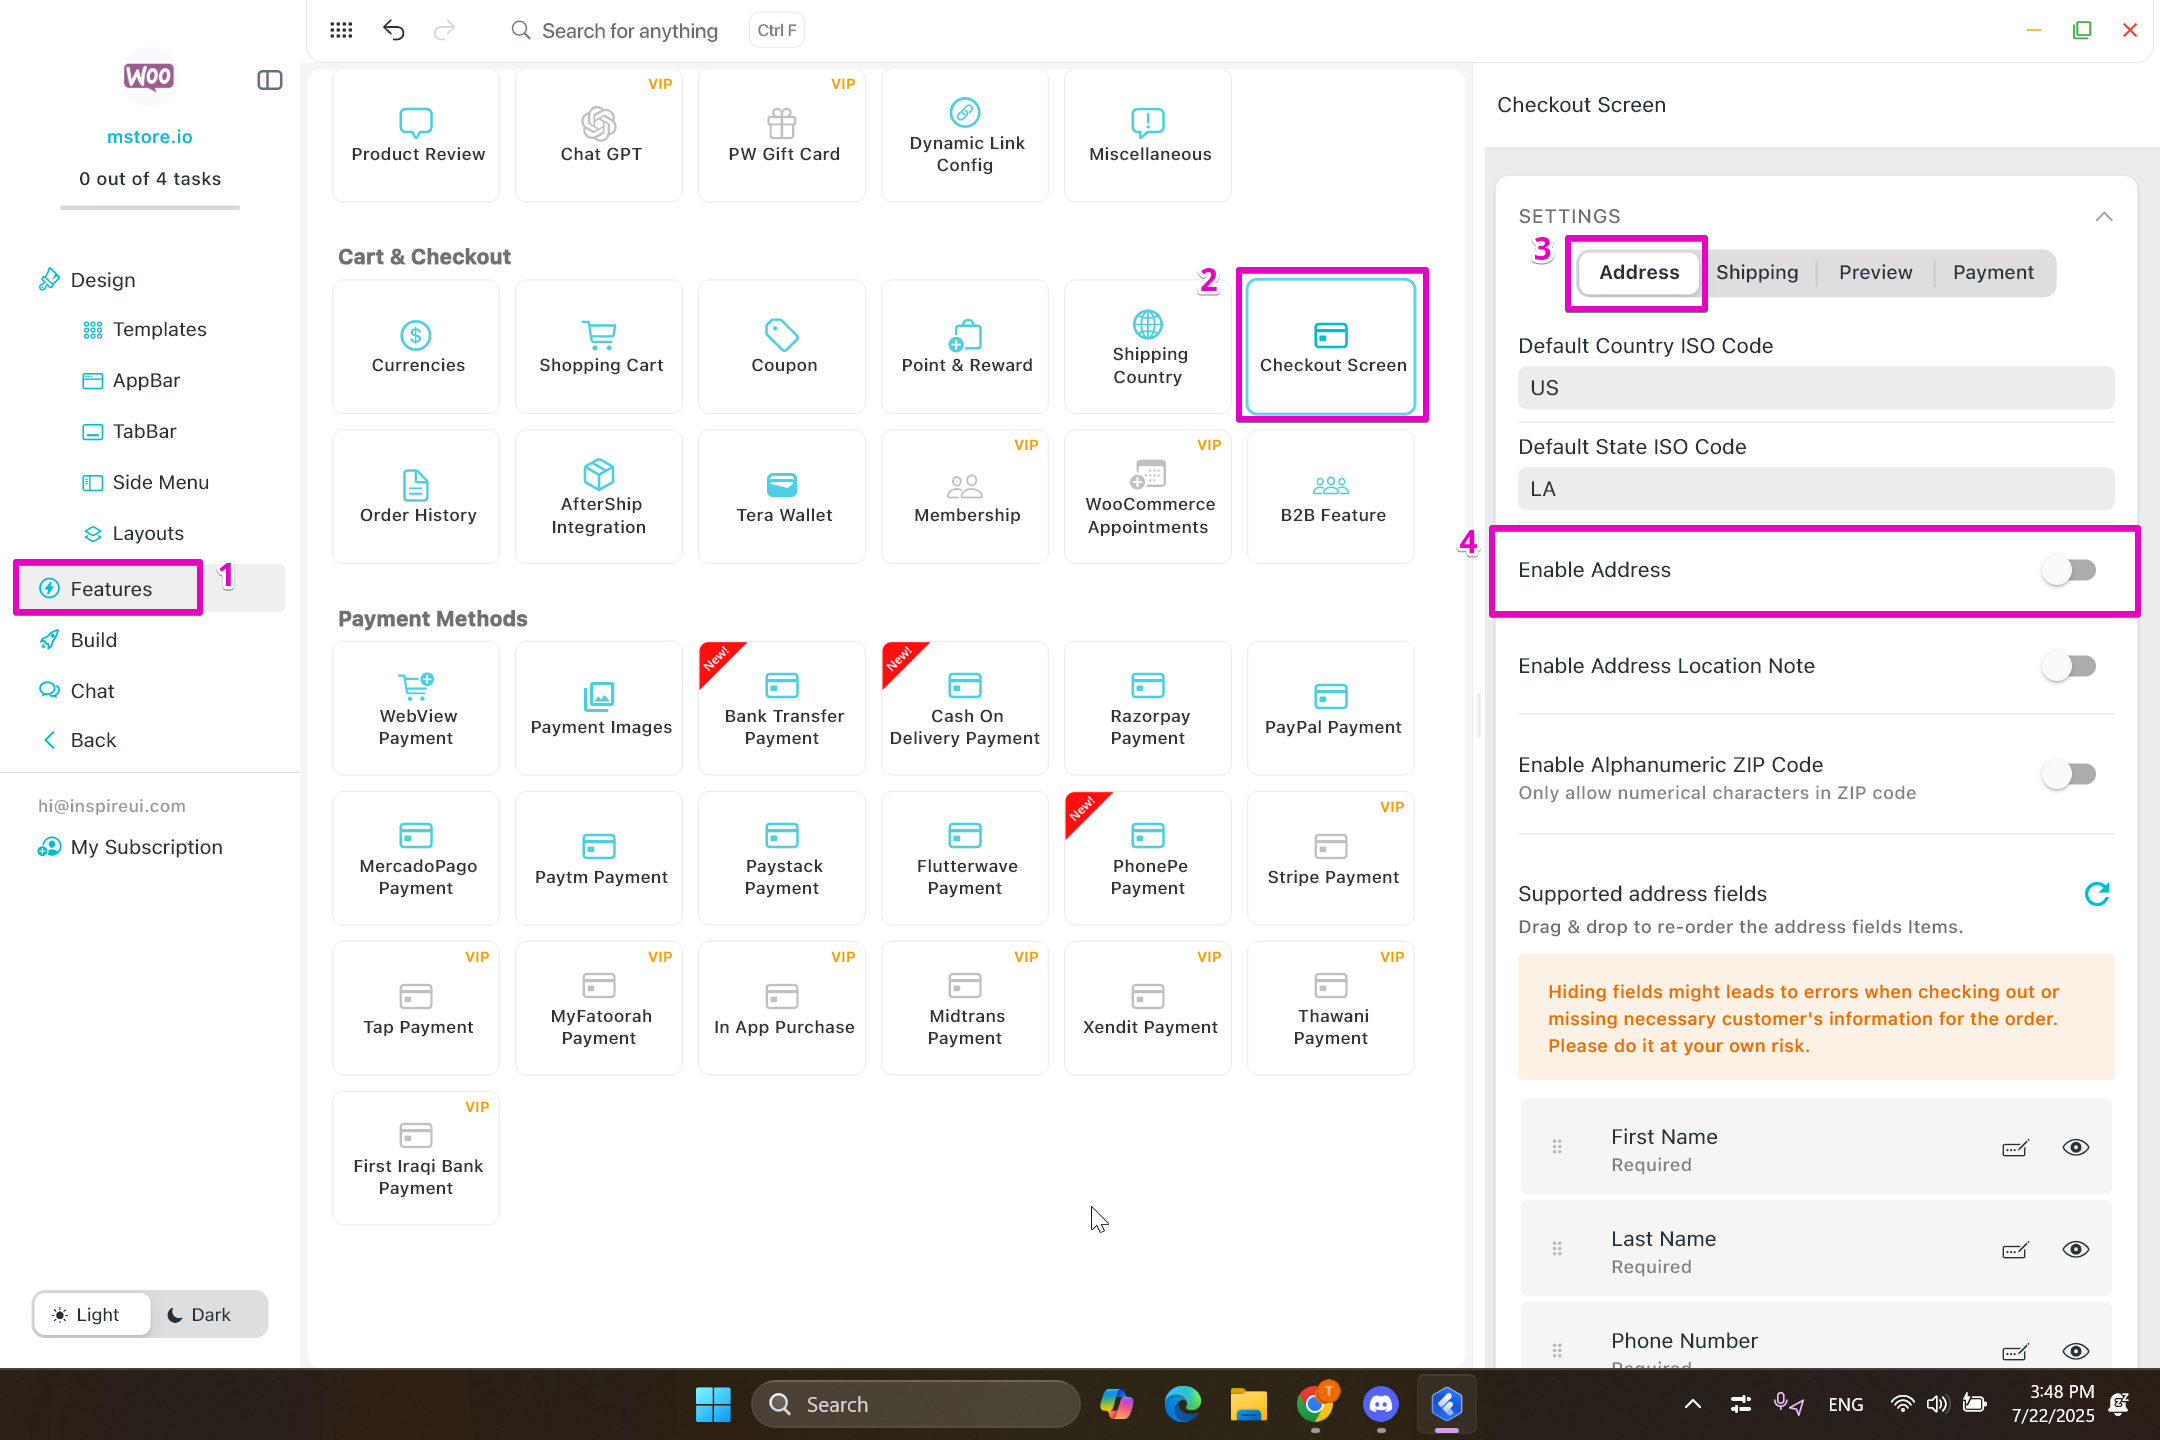 Search for anything
Ctrl F
WOO
mstore.io
0 out of 4 tasks
Design
Templates
AppBar
TabBar
Side Menu
Layouts
Features
1
Build
Chat
Back
hi@inspireui.com
My Subscription
Light
Dark
Product Review
VIP
Chat GPT
VIP
PW Gift Card
Dynamic Link
Config
Miscellaneous
Cart & Checkout
2
Currencies
Shopping Cart
Coupon
Point & Reward
Shipping
Country
Checkout Screen
Order History
AfterShip
Integration
Tera Wallet
VIP
Membership
VIP
WooCommerce
Appointments
B2B Feature
Payment Methods
WebView
Payment
Payment Images
New!
Bank Transfer
Payment
New!
Cash On
Delivery Payment
Razorpay
Payment
PayPal Payment
MercadoPago
Payment
Paytm Payment
Paystack
Payment
Flutterwave
Payment
New!
PhonePe
Payment
VIP
Stripe Payment
VIP
Tap Payment
VIP
MyFatoorah
Payment
VIP
In App Purchase
VIP
Midtrans
Payment
VIP
Xendit Payment
VIP
Thawani
Payment
VIP
First Iraqi Bank
Payment
Checkout Screen
SETTINGS
3
Address
Shipping
Preview
Payment
Default Country ISO Code
US
Default State ISO Code
LA
4
Enable Address
Enable Address Location Note
Enable Alphanumeric ZIP Code
Only allow numerical characters in ZIP code
Supported address fields
Drag & drop to re-order the address fields Items.
Hiding fields might leads to errors when checking out or
missing necessary customer's information for the order.
Please do it at your own risk.
First Name
Required
Last Name
Required
Phone Number
Required
Search
T
ENG
3:48 PM
7/22/2025